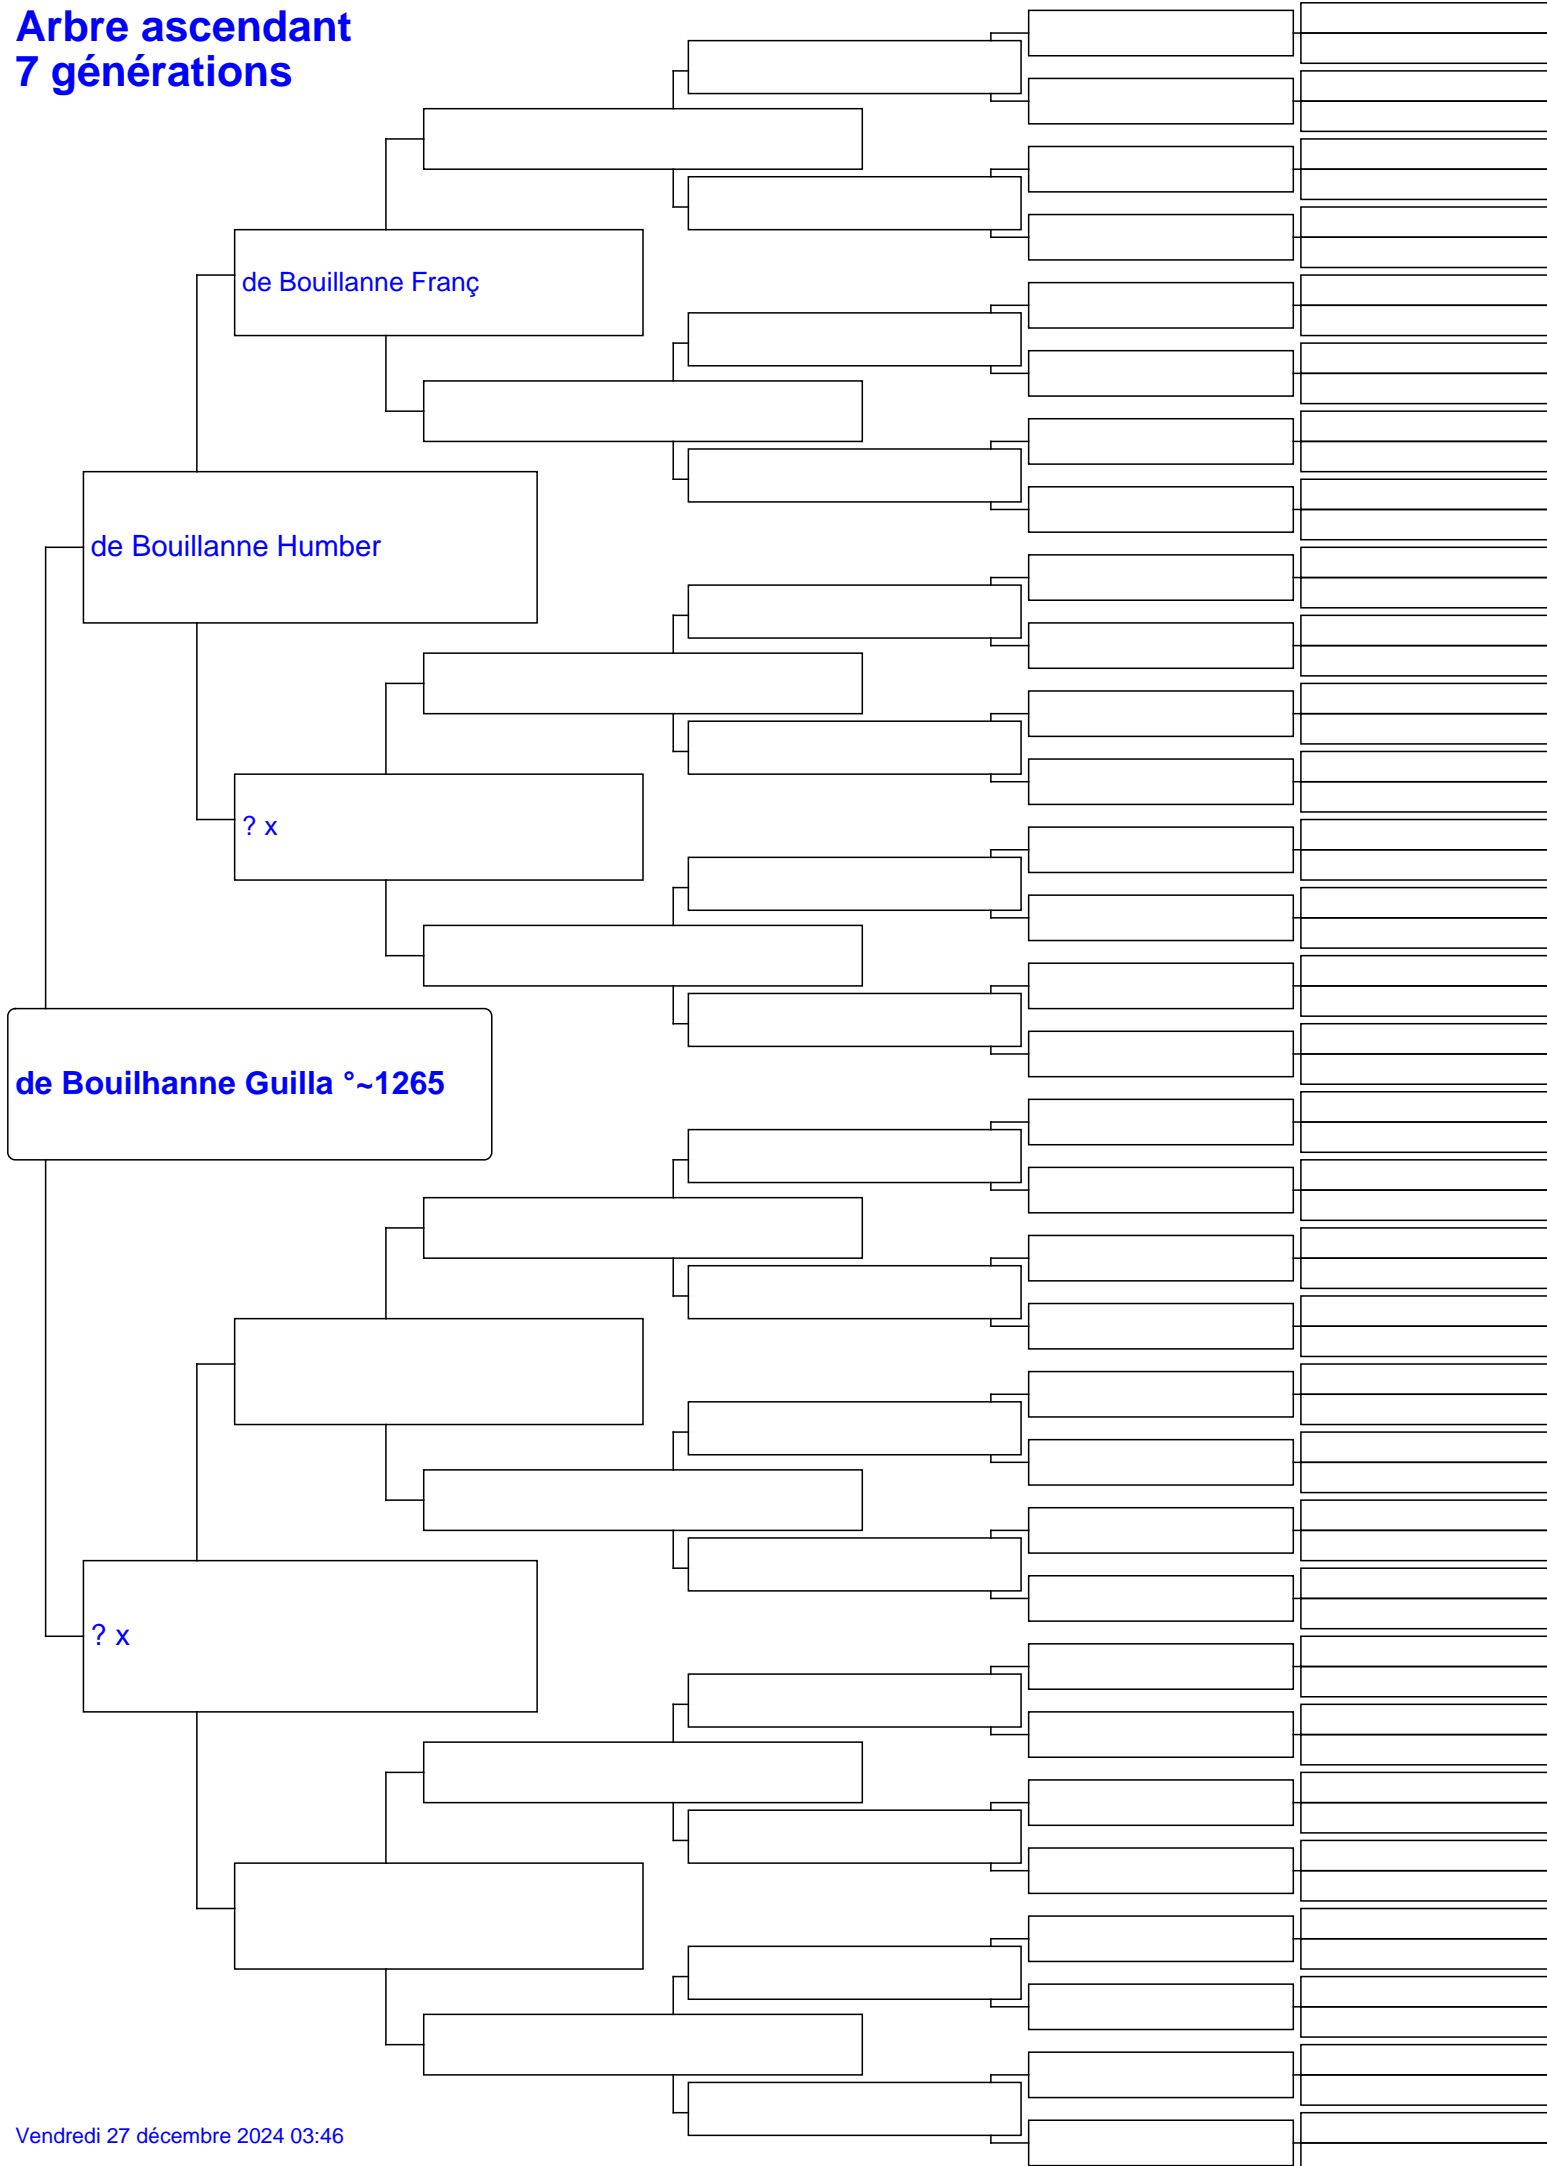 Arbre ascendant
7 générations
de Bouillanne Franç
de Bouillanne Humber
? x
de Bouilhanne Guilla °~1265
? x
Vendredi 27 décembre 2024 03:46